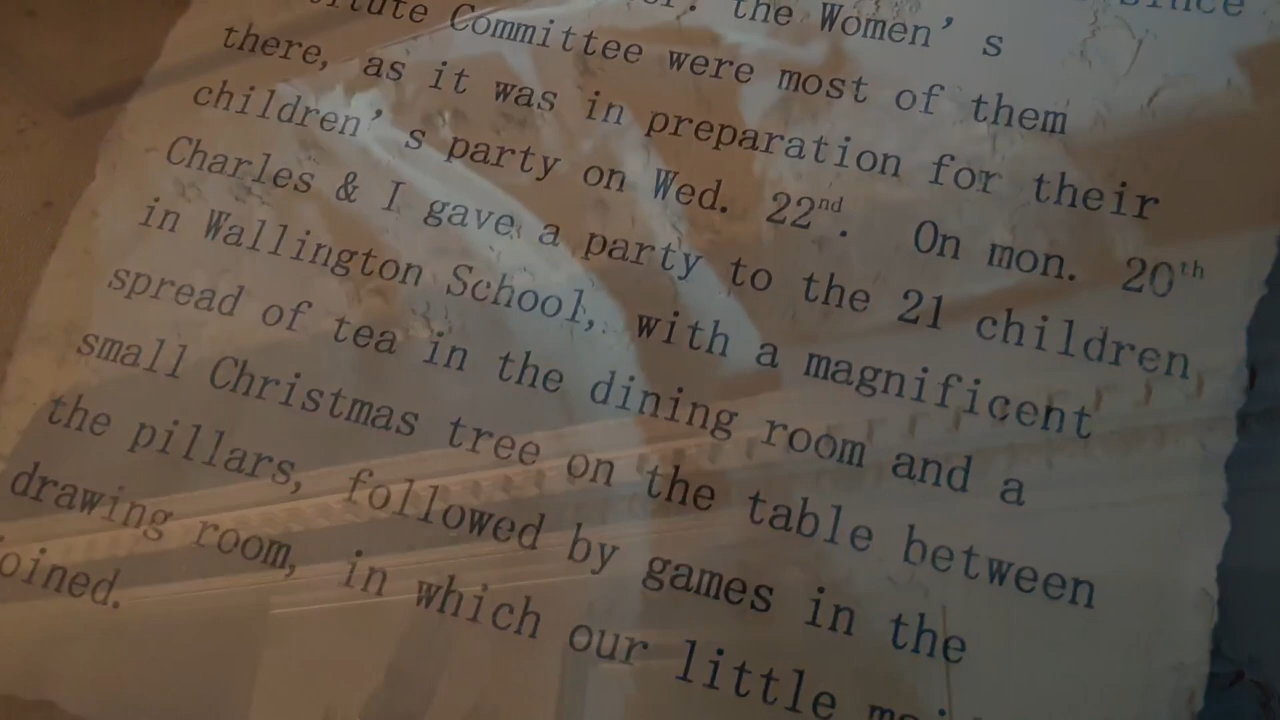 since
the Women's
Committee were most of them
there, as it was in preparation for their
children's party on Wed. 22nd. On mon. 20th
Charles & I gave a party to the 21 children
in Wallington School, with a magnificent
spread of tea in the dining room and a
small Christmas tree on the table between
the pillars, followed by games in the
drawing room, in which our little
oined.